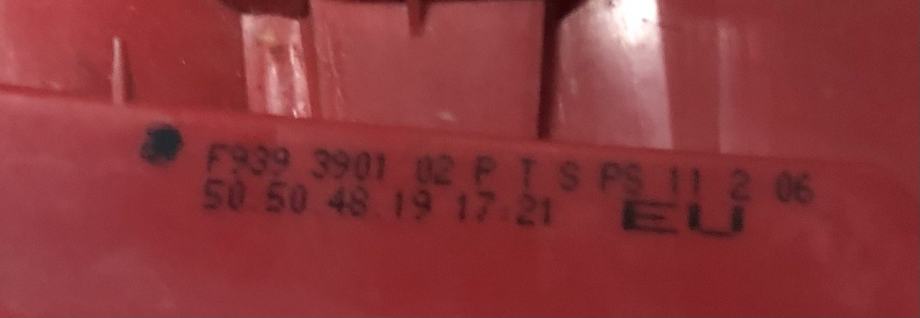 F939 3901 02 P T S PS 11 2 06
50 50 48 19 17 21 EU